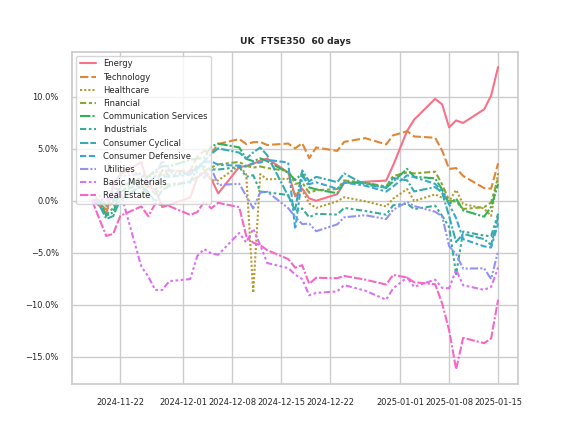 UK  FTSE350  60 days
Energy
Technology
Healthcare
Financial
Communication Services
Industrials
Consumer Cyclical
Consumer Defensive
Utilities
Basic Materials
Real Estate
10.0%
5.0%
0.0%
−5.0%
−10.0%
−15.0%
2024-11-22
2024-12-01
2024-12-08
2024-12-15
2024-12-22
2025-01-01
2025-01-08
2025-01-15